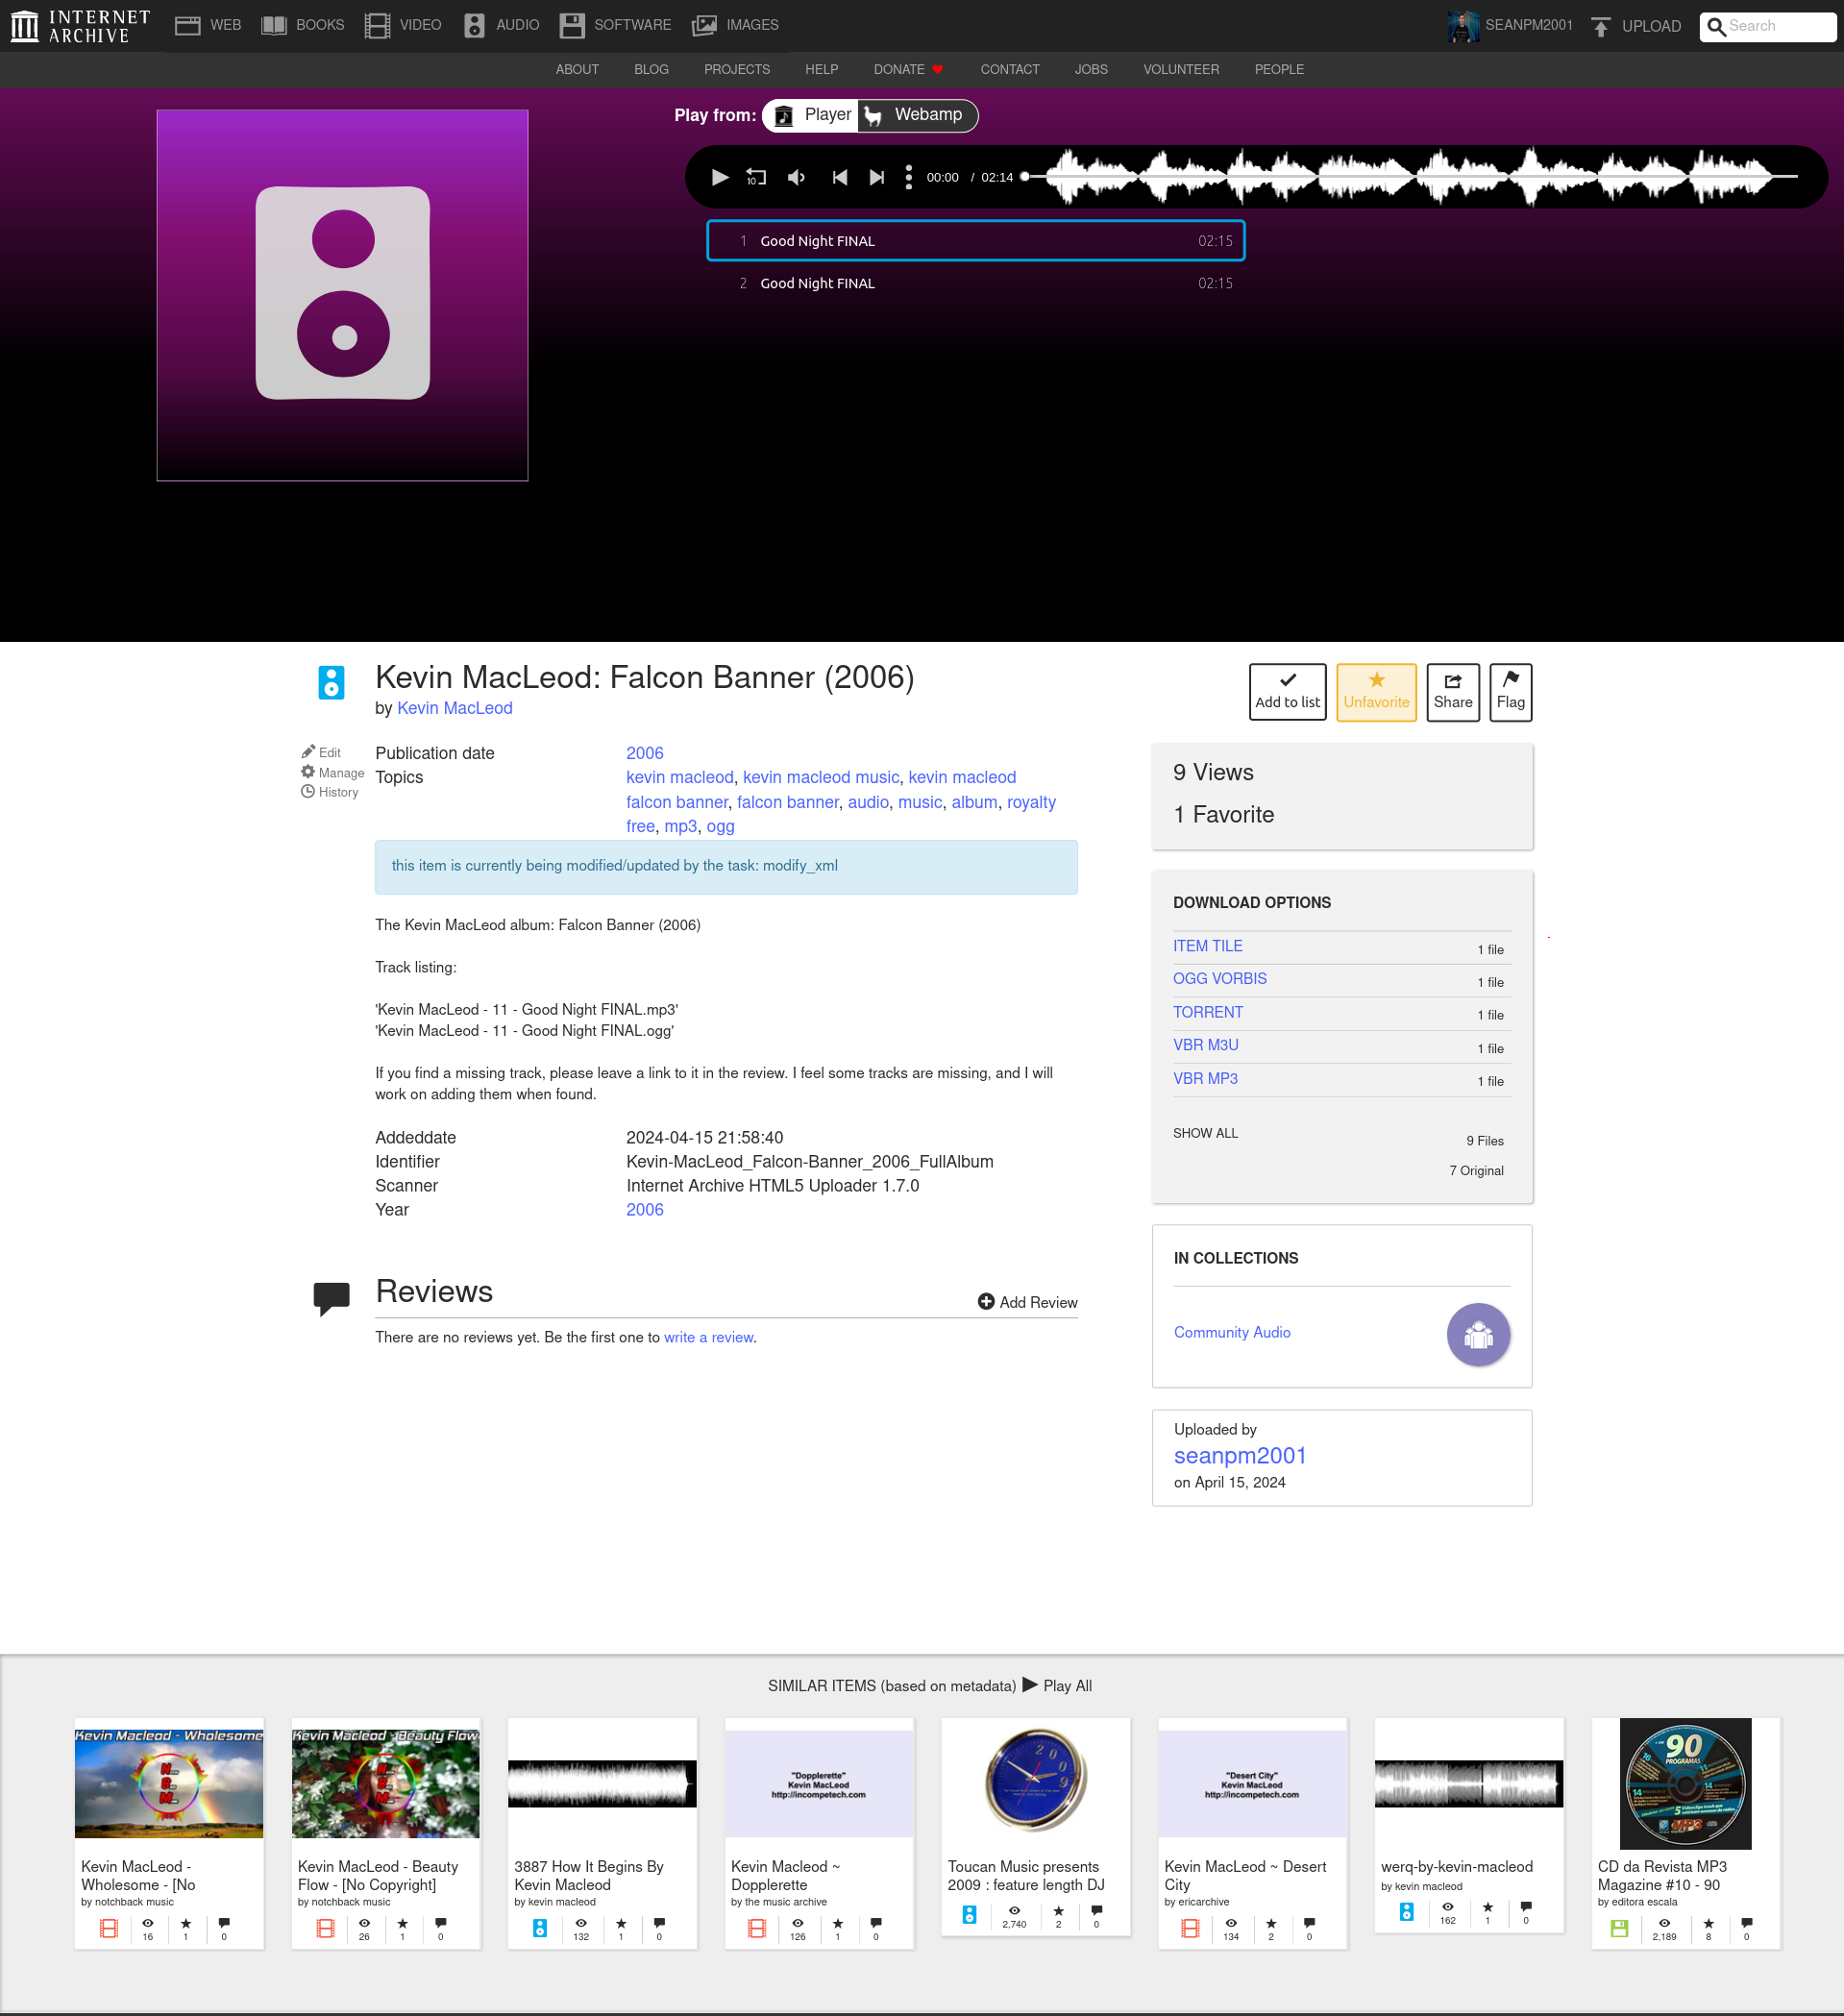 INTERNET ARCHIVE WEB BOOKS VIDEO AUDIO SOFTWARE IMAGES SEANPM2001 UPLOAD Search
ABOUT BLOG PROJECTS HELP DONATE CONTACT JOBS VOLUNTEER PEOPLE
Play from: Player Webamp
10 00:00 / 02:14
1 Good Night FINAL 02:15
2 Good Night FINAL 02:15
Kevin MacLeod: Falcon Banner (2006)
by Kevin MacLeod
Add to list Unfavorite Share Flag
Edit
Manage
History
Publication date 2006
Topics kevin macleod, kevin macleod music, kevin macleod
falcon banner, falcon banner, audio, music, album, royalty
free, mp3, ogg
this item is currently being modified/updated by the task: modify_xml
The Kevin MacLeod album: Falcon Banner (2006)
Track listing:
'Kevin MacLeod - 11 - Good Night FINAL.mp3'
'Kevin MacLeod - 11 - Good Night FINAL.ogg'
If you find a missing track, please leave a link to it in the review. I feel some tracks are missing, and I will
work on adding them when found.
Addeddate 2024-04-15 21:58:40
Identifier Kevin-MacLeod_Falcon-Banner_2006_FullAlbum
Scanner Internet Archive HTML5 Uploader 1.7.0
Year 2006
Reviews
Add Review
There are no reviews yet. Be the first one to write a review.
9 Views
1 Favorite
DOWNLOAD OPTIONS
ITEM TILE 1 file
OGG VORBIS 1 file
TORRENT 1 file
VBR M3U 1 file
VBR MP3 1 file
SHOW ALL 9 Files
7 Original
IN COLLECTIONS
Community Audio
Uploaded by
seanpm2001
on April 15, 2024
SIMILAR ITEMS (based on metadata) Play All
Kevin Macleod - Wholesome
Kevin MacLeod -
Wholesome - [No
by notchback music
16 1 0
Kevin Macleod - Beauty Flow
Kevin MacLeod - Beauty
Flow - [No Copyright]
by notchback music
26 1 0
3887 How It Begins By
Kevin Macleod
by kevin macleod
132 1 0
"Dopplerette"
Kevin MacLeod
http://incompetech.com
Kevin Macleod ~
Dopplerette
by the music archive
126 1 0
2009
Toucan Music presents
2009 : feature length DJ
2,740 2 0
"Desert City"
Kevin MacLeod
http://incompetech.com
Kevin MacLeod ~ Desert
City
by ericarchive
134 2 0
werq-by-kevin-macleod
by kevin macleod
162 1 0
90
PROGRAMAS
MP3
CD da Revista MP3
Magazine #10 - 90
by editora escala
2,189 8 0